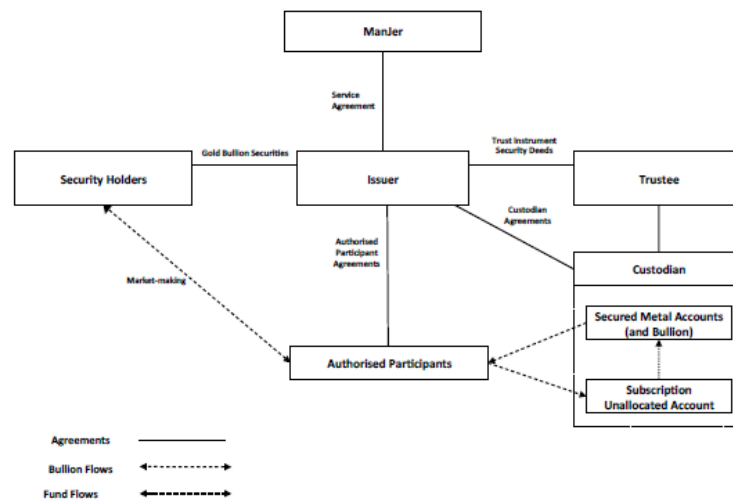 ManJer
Service
Agreement
Trust Instrument
Security Deeds
Gold Bullion Securities
Security Holders
Issuer
Trustee
Custodian
Agreements
Authorised
Participant
Agreements
Custodian
Market-making
Secured Metal Accounts
(and Bullion)
Authorised Participants
Subscription
Unallocated Account
Agreements
Bullion Flows
Fund Flows